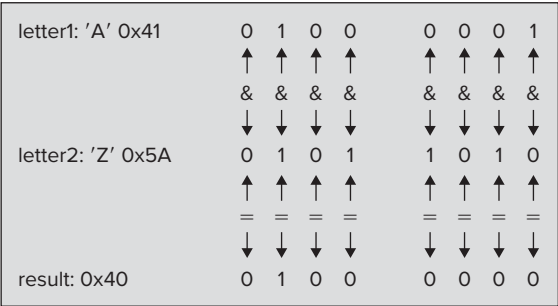 letter1: 'A' 0x41 0 1 0 0 0 0 0 1
& & & & & & & &
letter2: 'Z' 0x5A 0 1 0 1 1 0 1 0
= = = = = = = =
result: 0x40 0 1 0 0 0 0 0 0